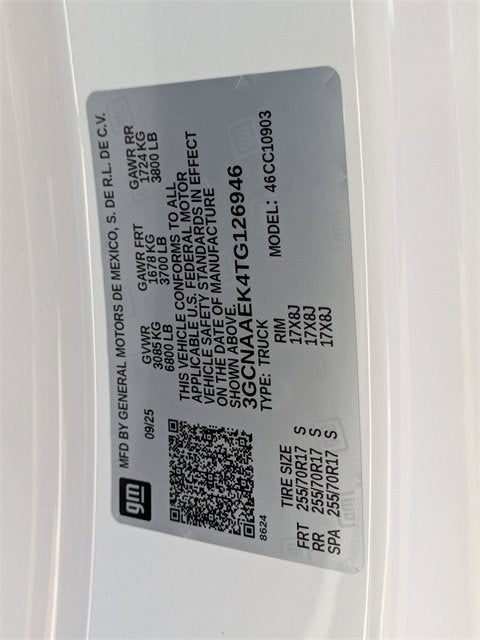 gm
MFD BY GENERAL MOTORS DE MEXICO, S. DE R.L. DE C.V.
09/25
GVWR GAWR FRT GAWR RR
3085 KG 1678 KG 1724 KG
6800 LB 3700 LB 3800 LB
THIS VEHICLE CONFORMS TO ALL
APPLICABLE U.S. FEDERAL MOTOR
VEHICLE SAFETY STANDARDS IN EFFECT
ON THE DATE OF MANUFACTURE
SHOWN ABOVE.
3GCNAAEK4TG126946
TYPE: TRUCK MODEL: 46CC10903
8624
TIRE SIZE RIM
FRT 255/70R17 S 17X8J
RR 255/70R17 S 17X8J
SPA 255/70R17 S 17X8J